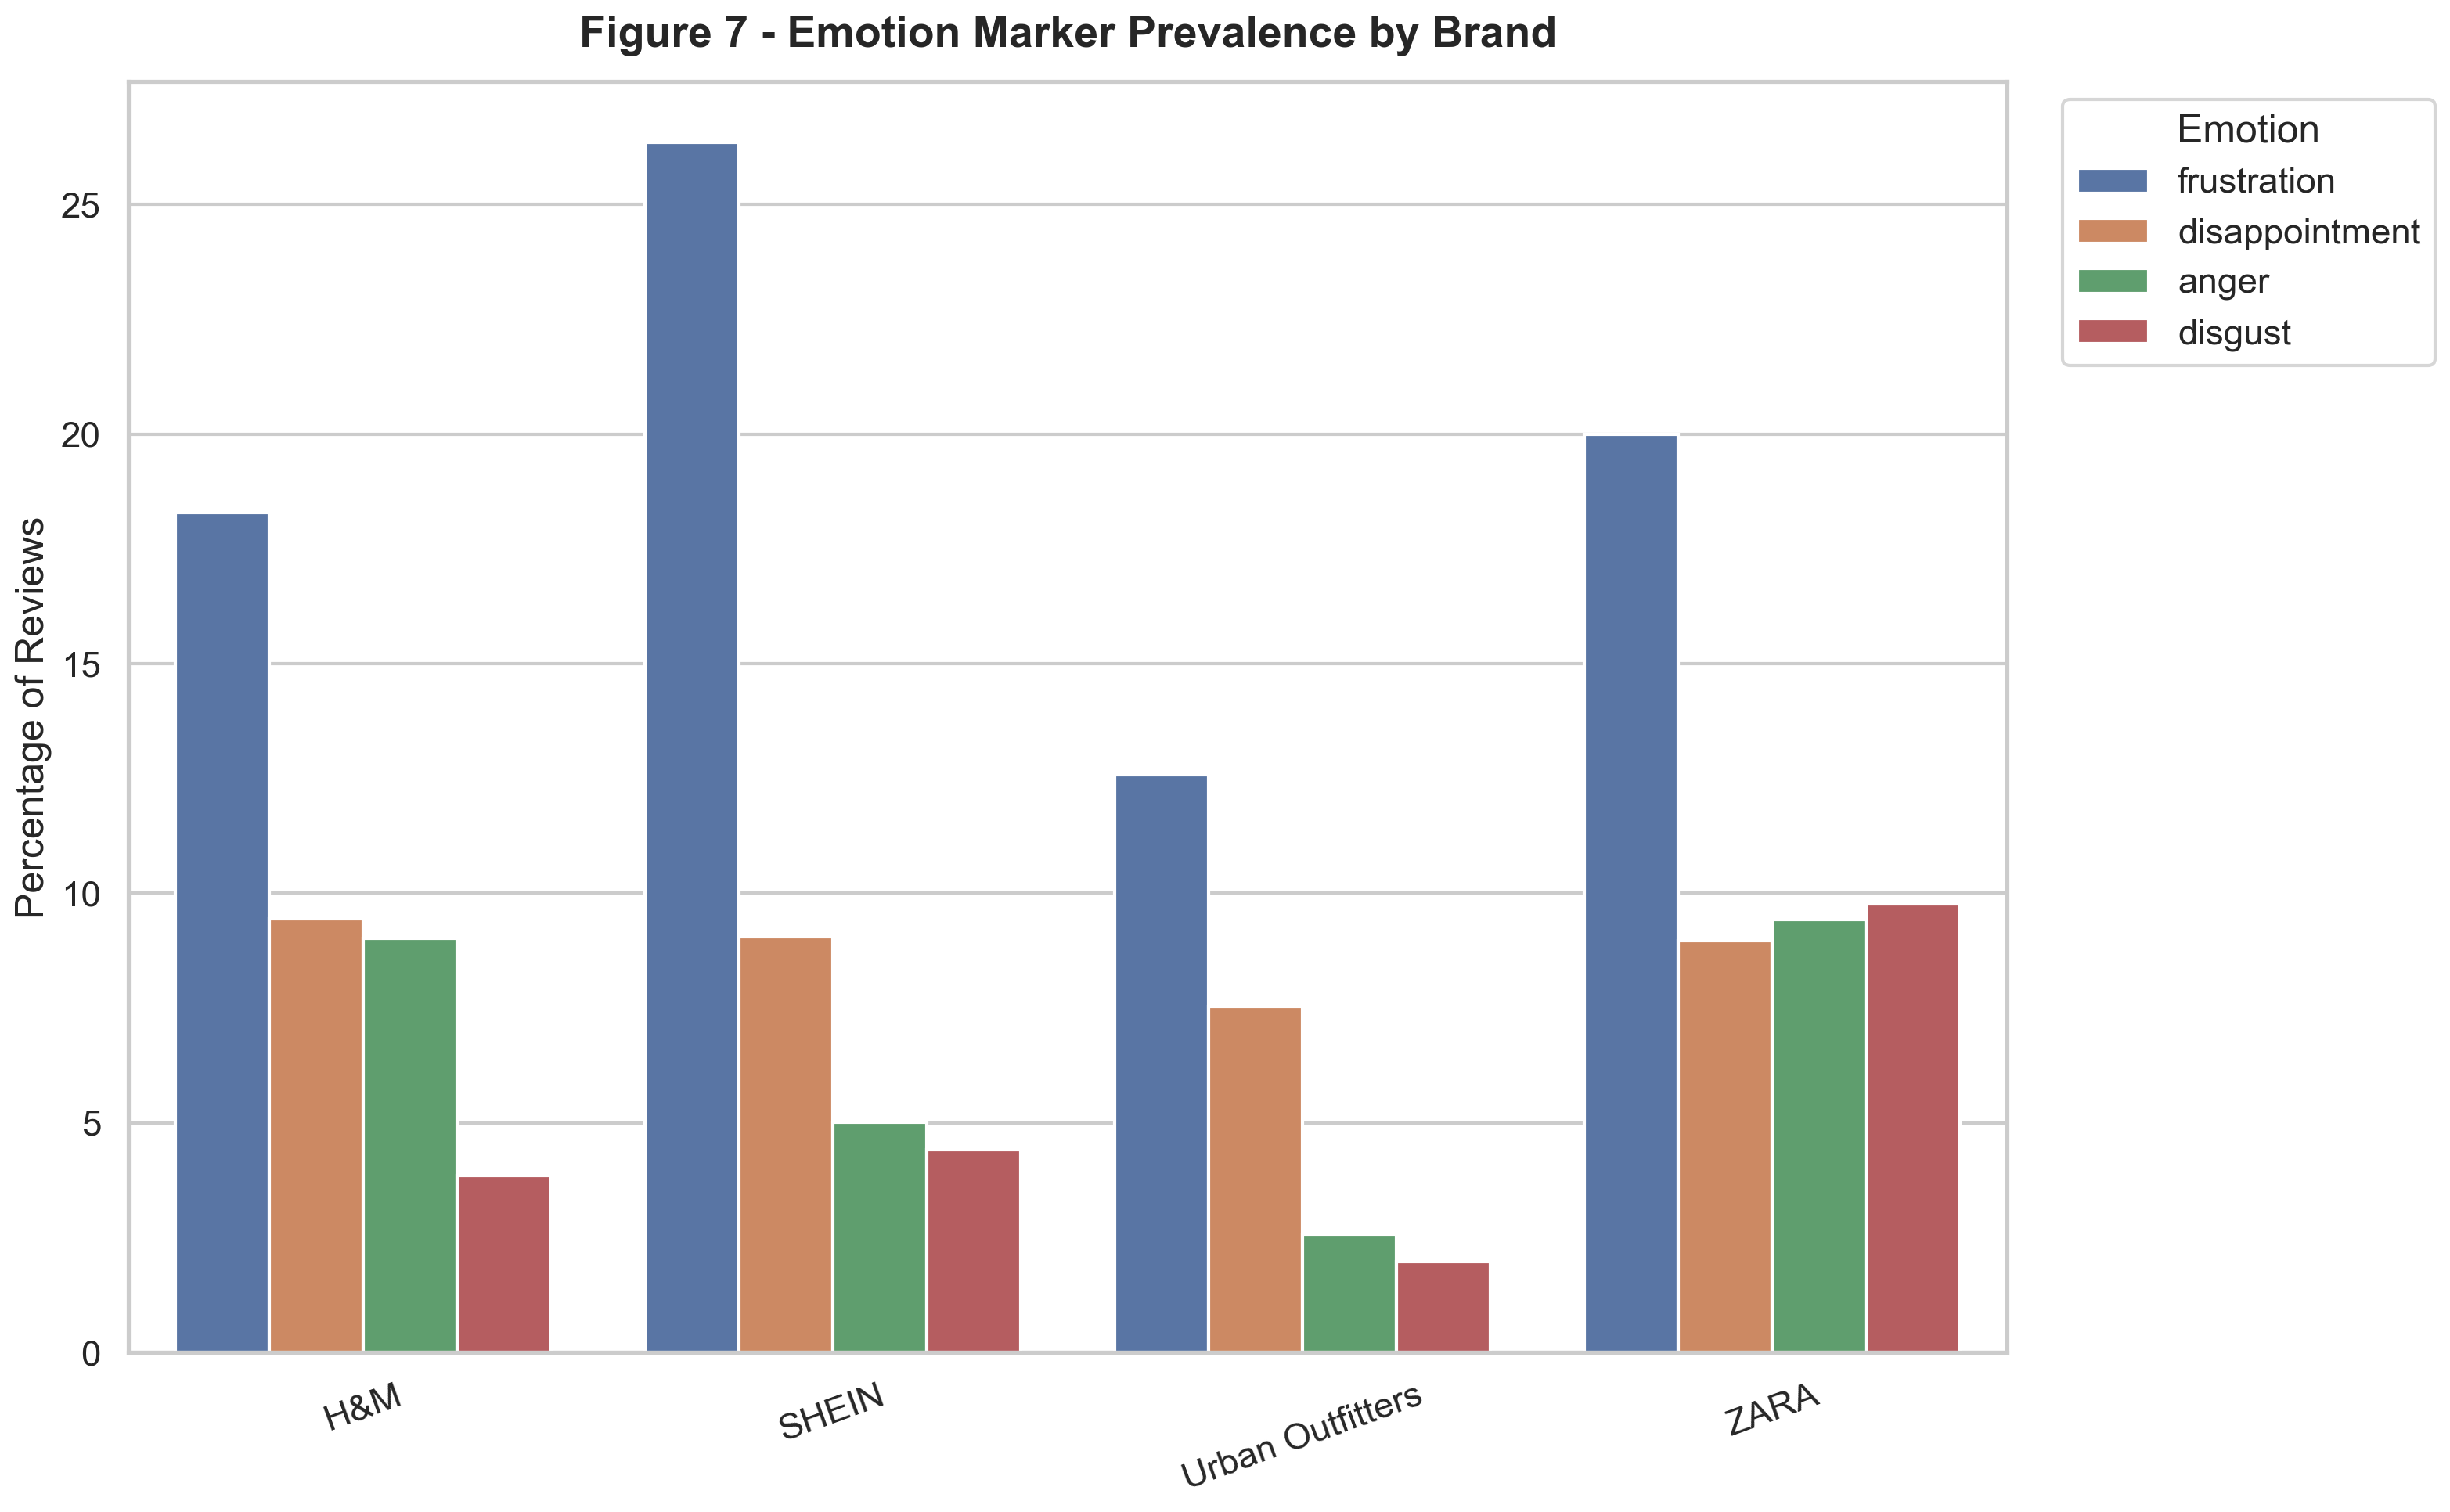 Figure 7 - Emotion Marker Prevalence by Brand
Percentage of Reviews
25
20
15
10
5
0
H&M
SHEIN
Urban Outfitters
ZARA
Emotion
frustration
disappointment
anger
disgust